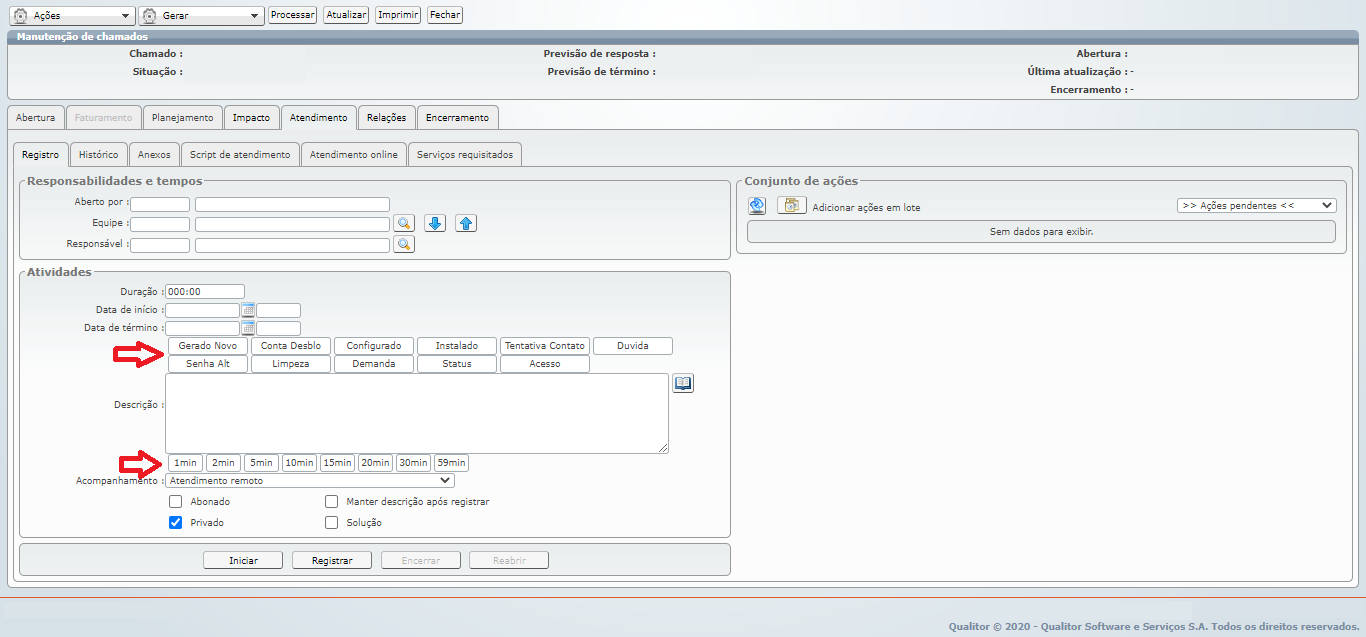 Ações Gerar Processar Atualizar Imprimir Fechar
Manutenção de chamados
Chamado : Previsão de resposta : Abertura :
Situação : Previsão de término : Última atualização : -
Encerramento : -
Abertura Faturamento Planejamento Impacto Atendimento Relações Encerramento
Registro Histórico Anexos Script de atendimento Atendimento online Serviços requisitados
Responsabilidades e tempos
Aberto por :
Equipe :
Responsável :
Conjunto de ações
Adicionar ações em lote >> Ações pendentes <<
Sem dados para exibir.
Atividades
Duração : 000:00
Data de início :
Data de término :
Gerado Novo Conta Desblo Configurado Instalado Tentativa Contato Duvida
Senha Alt Limpeza Demanda Status Acesso
Descrição :
1min 2min 5min 10min 15min 20min 30min 59min
Acompanhamento : Atendimento remoto
Abonado Manter descrição após registrar
Privado Solução
Iniciar Registrar Encerrar Reabrir
Qualitor © 2020 - Qualitor Software e Serviços S.A. Todos os direitos reservados.